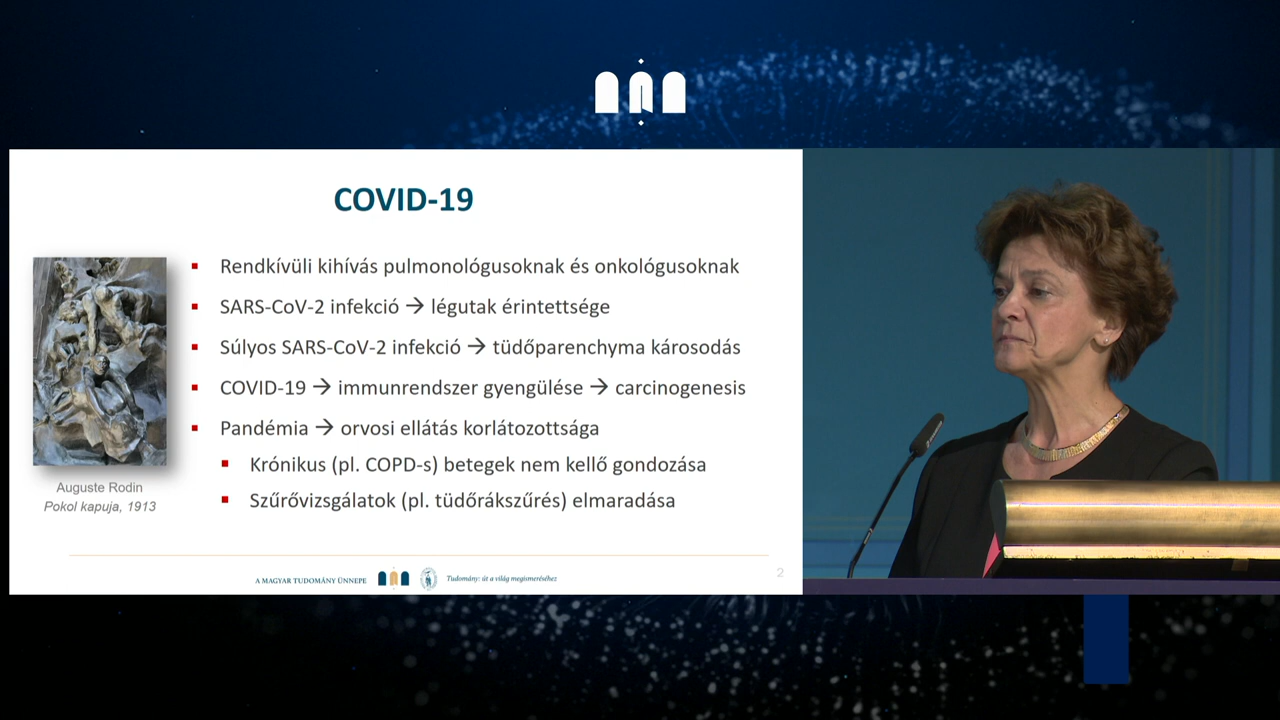 COVID-19
Rendkívüli kihívás pulmonológusoknak és onkológusoknak
SARS-CoV-2 infekció → légutak érintettsége
Súlyos SARS-CoV-2 infekció → tüdőparenchyma károsodás
COVID-19 → immunrendszer gyengülése → carcinogenesis
Pandémia → orvosi ellátás korlátozottsága
Krónikus (pl. COPD-s) betegek nem kellő gondozása
Szűrővizsgálatok (pl. tüdőrákszűrés) elmaradása
Auguste Rodin
Pokol kapuja, 1913
A MAGYAR TUDOMÁNY ÜNNEPE
Tudomány: út a világ megismeréséhez
2